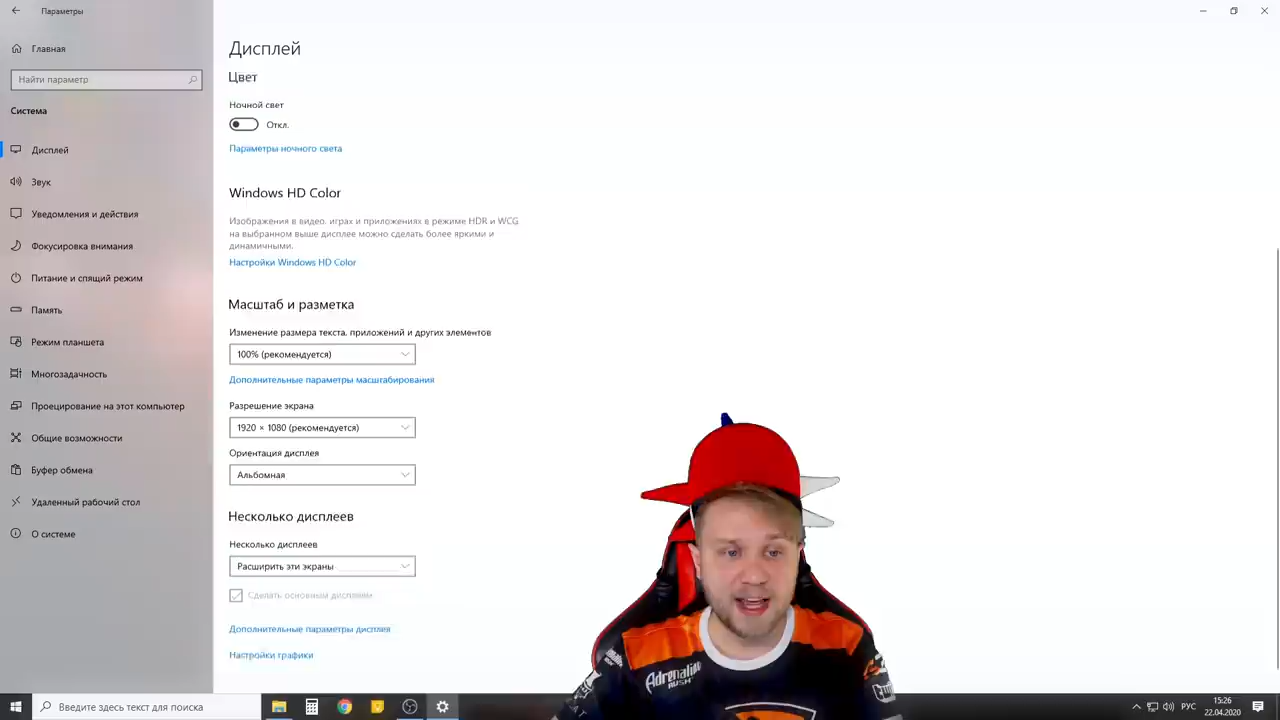 Параметры
Главная
Найти параметр
Система
Дисплей
Звук
Уведомления и действия
Фокусировка внимания
Питание и спящий режим
Память
Режим планшета
Многозадачность
Проецирование на этот компьютер
Общие возможности
Буфер обмена
Удаленный рабочий стол
О системе
Дисплей
Цвет
Ночной свет
Откл.
Параметры ночного света
Windows HD Color
Изображения в видео, играх и приложениях в режиме HDR и WCG
на выбранном выше дисплее можно сделать более яркими и
динамичными.
Настройки Windows HD Color
Масштаб и разметка
Изменение размера текста, приложений и других элементов
100% (рекомендуется)
Дополнительные параметры масштабирования
Разрешение экрана
1920 × 1080 (рекомендуется)
Ориентация дисплея
Альбомная
Несколько дисплеев
Несколько дисплеев
Расширить эти экраны
Сделать основным дисплеем
Дополнительные параметры дисплея
Настройки графики
Adrenalin
RUSH
Введите здесь текст для поиска
РУС
15:26
22.04.2020